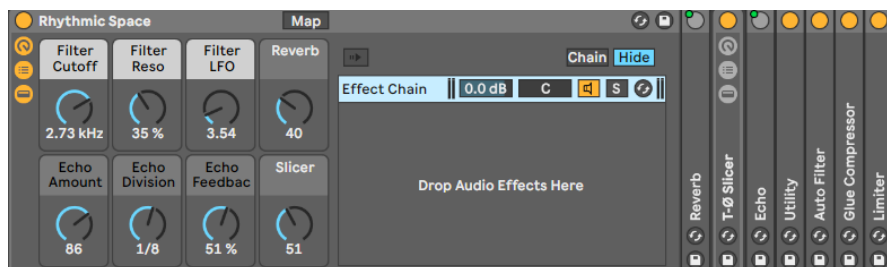 Rhythmic Space
Map
Filter
Cutoff
2.73 kHz
Filter
Reso
35 %
Filter
LFO
3.54
Reverb
40
Echo
Amount
86
Echo
Division
1/8
Echo
Feedbac
51 %
Slicer
51
Chain Hide
Effect Chain 0.0 dB C S
Drop Audio Effects Here
Reverb
T-Ø Slicer
Echo
Utility
Auto Filter
Glue Compressor
Limiter